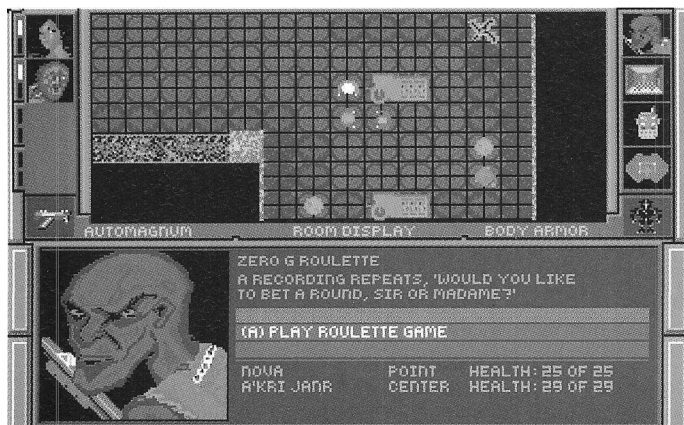 AUTOMAGNUM ROOM DISPLAY BODY ARMOR
ZERO G ROULETTE
A RECORDING REPEATS, 'WOULD YOU LIKE
TO BET A ROUND, SIR OR MADAME?'
(A) PLAY ROULETTE GAME
NOVA POINT HEALTH: 25 OF 25
A'KRI JANR CENTER HEALTH: 29 OF 29